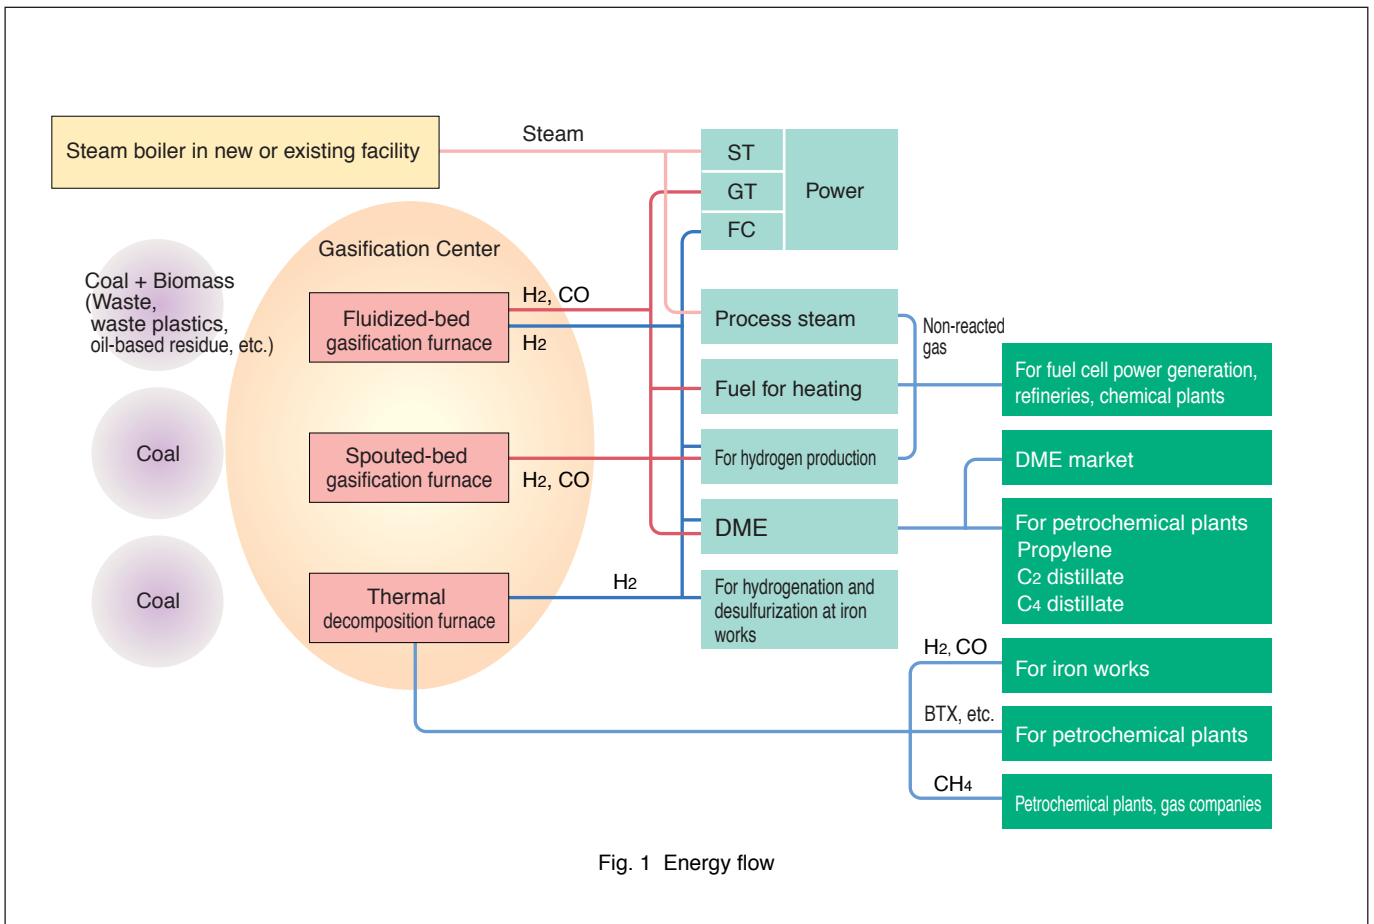 Steam boiler in new or existing facility
Steam
ST
GT
FC
Power
Gasification Center
Coal + Biomass
(Waste,
waste plastics,
oil-based residue, etc.)
Fluidized-bed
gasification furnace
H2, CO
H2
Process steam
Non-reacted
gas
Fuel for heating
For fuel cell power generation,
refineries, chemical plants
Coal
Spouted-bed
gasification furnace
H2, CO
For hydrogen production
DME market
DME
For petrochemical plants
Propylene
C2 distillate
C4 distillate
Coal
Thermal
decomposition furnace
H2
For hydrogenation and
desulfurization at iron
works
H2, CO
For iron works
BTX, etc.
For petrochemical plants
CH4
Petrochemical plants, gas companies
Fig. 1 Energy flow